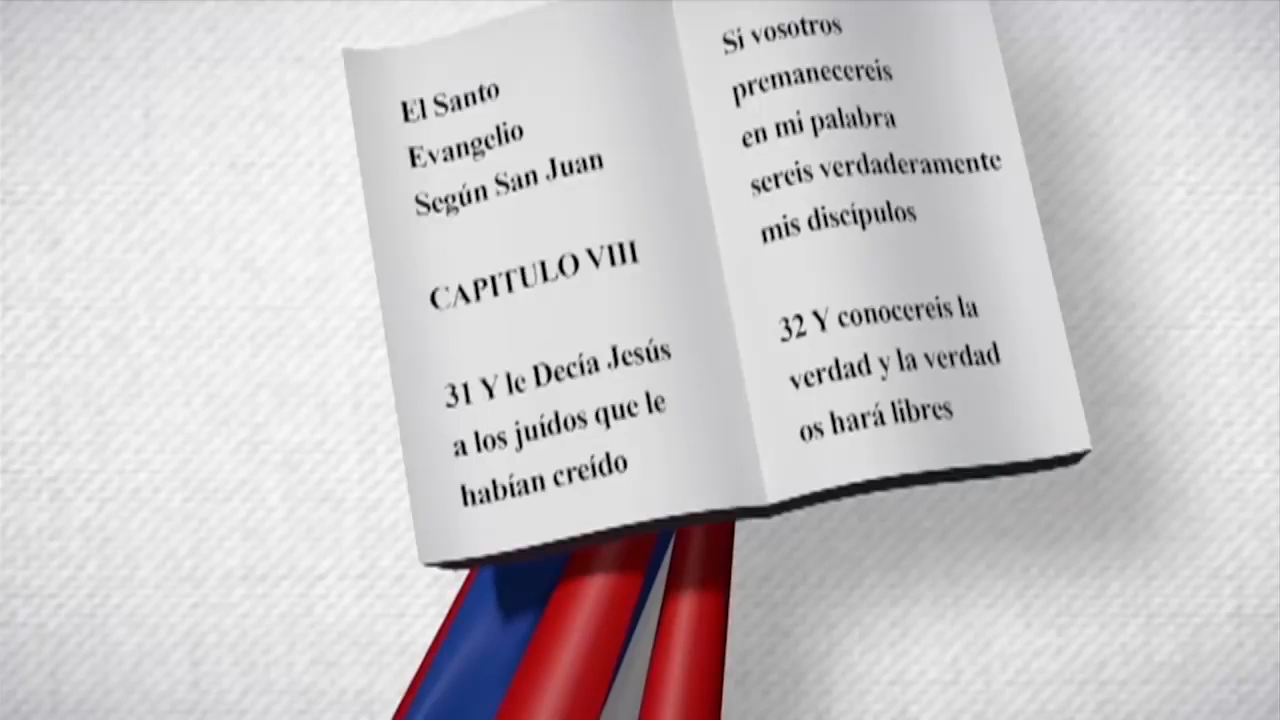 El Santo
Evangelio
Según San Juan
CAPITULO VIII
31 Y le Decía Jesús
a los juídos que le
habían creído
Si vosotros
premanecereis
en mi palabra
sereis verdaderamente
mis discípulos
32 Y conocereis la
verdad y la verdad
os hará libres